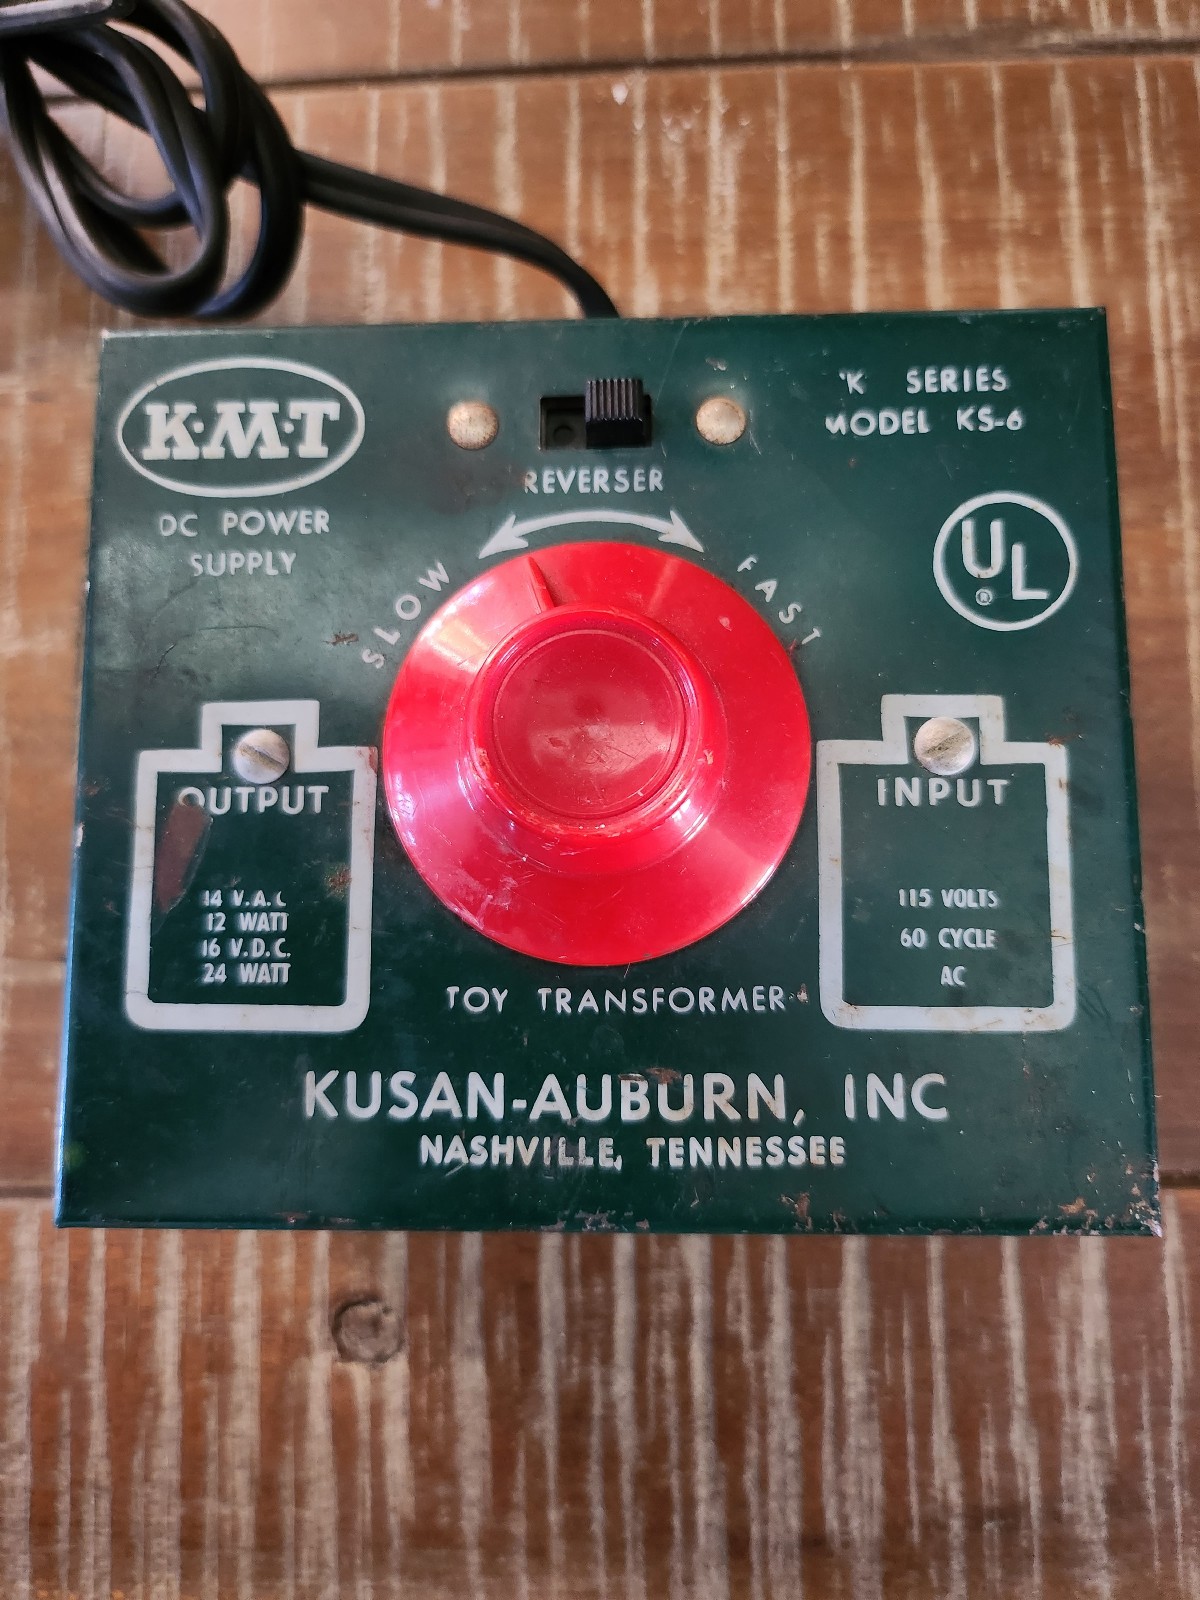 K·M·T
DC POWER
SUPPLY
REVERSER
'K SERIES
MODEL KS-6
UL
®
SLOW
FAST
OUTPUT
14 V.A.C
12 WATT
16 V.D.C.
24 WATT
INPUT
115 VOLTS
60 CYCLE
AC
TOY TRANSFORMER
KUSAN-AUBURN, INC
NASHVILLE, TENNESSEE